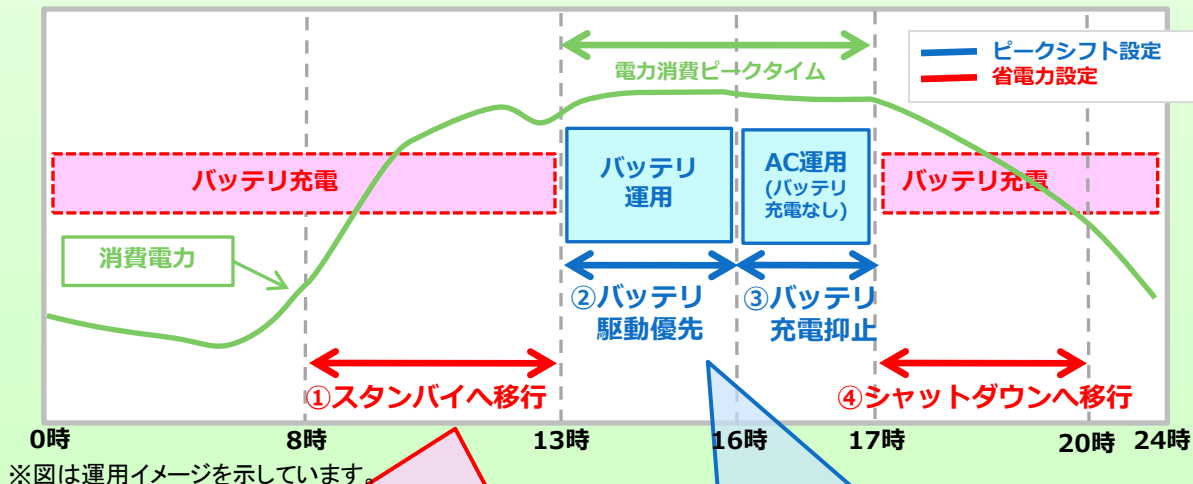 電力消費ピークタイム
ピークシフト設定
省電力設定
バッテリ充電
バッテリ
運用
AC運用
(バッテリ
充電なし)
バッテリ充電
消費電力
②バッテリ
駆動優先
③バッテリ
充電抑止
①スタンバイへ移行
④シャットダウンへ移行
0時
8時
13時
16時
17時
20時
24時
※図は運用イメージを示しています。